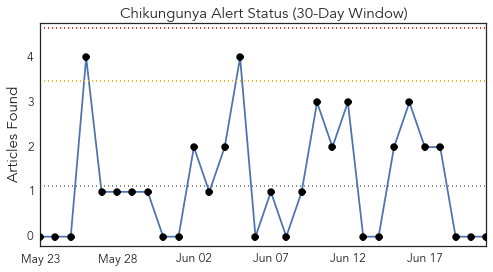 Chikungunya Alert Status (30-Day Window)
Articles Found
4
3
2
1
0
May 23 May 28 Jun 02 Jun 07 Jun 12 Jun 17